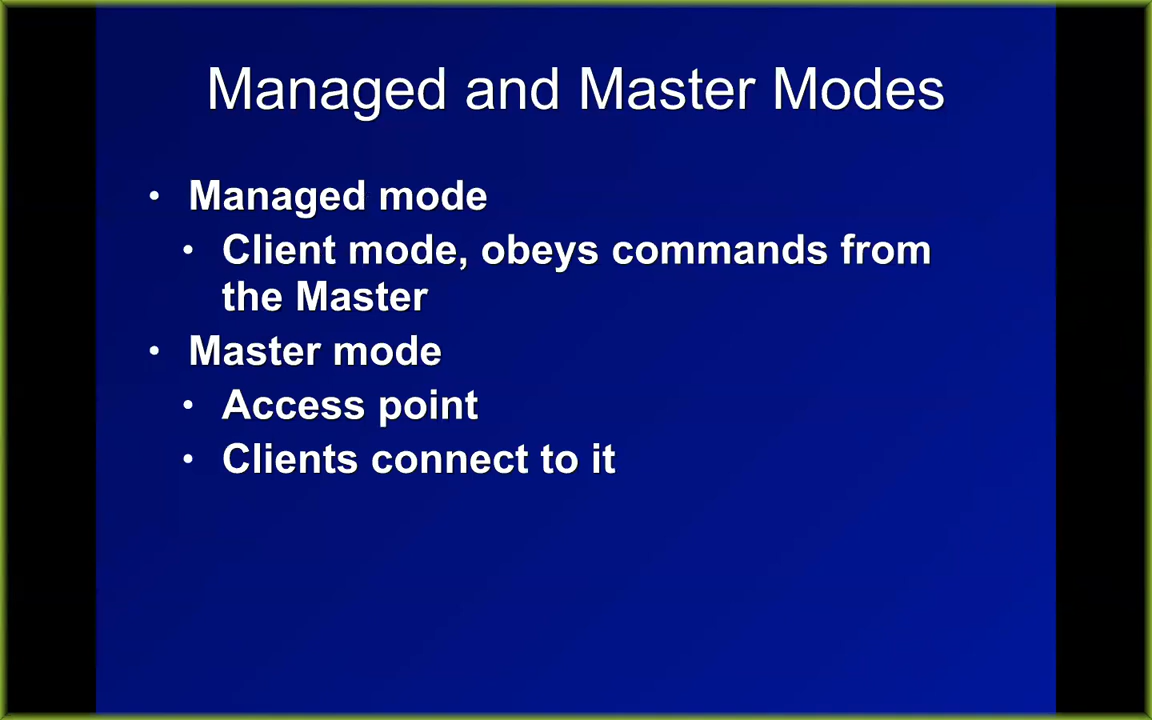 Managed and Master Modes
• Managed mode
• Client mode, obeys commands from
the Master
• Master mode
• Access point
• Clients connect to it